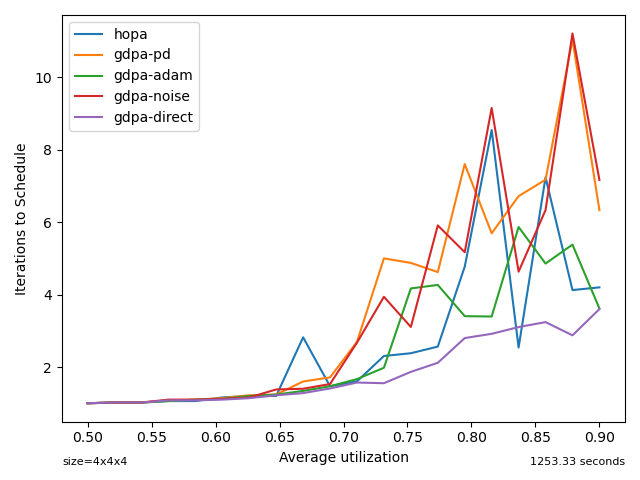 hopa
gdpa-pd
gdpa-adam
gdpa-noise
gdpa-direct
Iterations to Schedule
10
8
6
4
2
0.50 0.55 0.60 0.65 0.70 0.75 0.80 0.85 0.90
Average utilization
size=4x4x4
1253.33 seconds